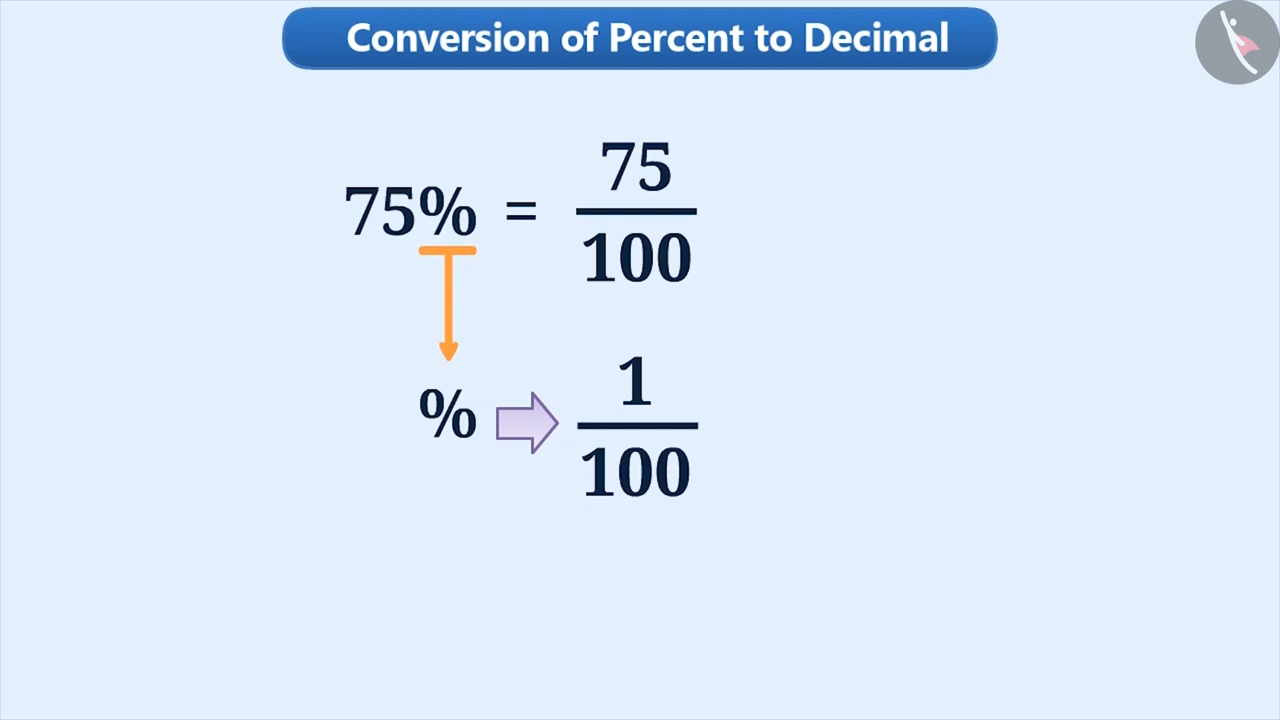 Conversion of Percent to Decimal
75% = 75/100
% ⇨ 1/100